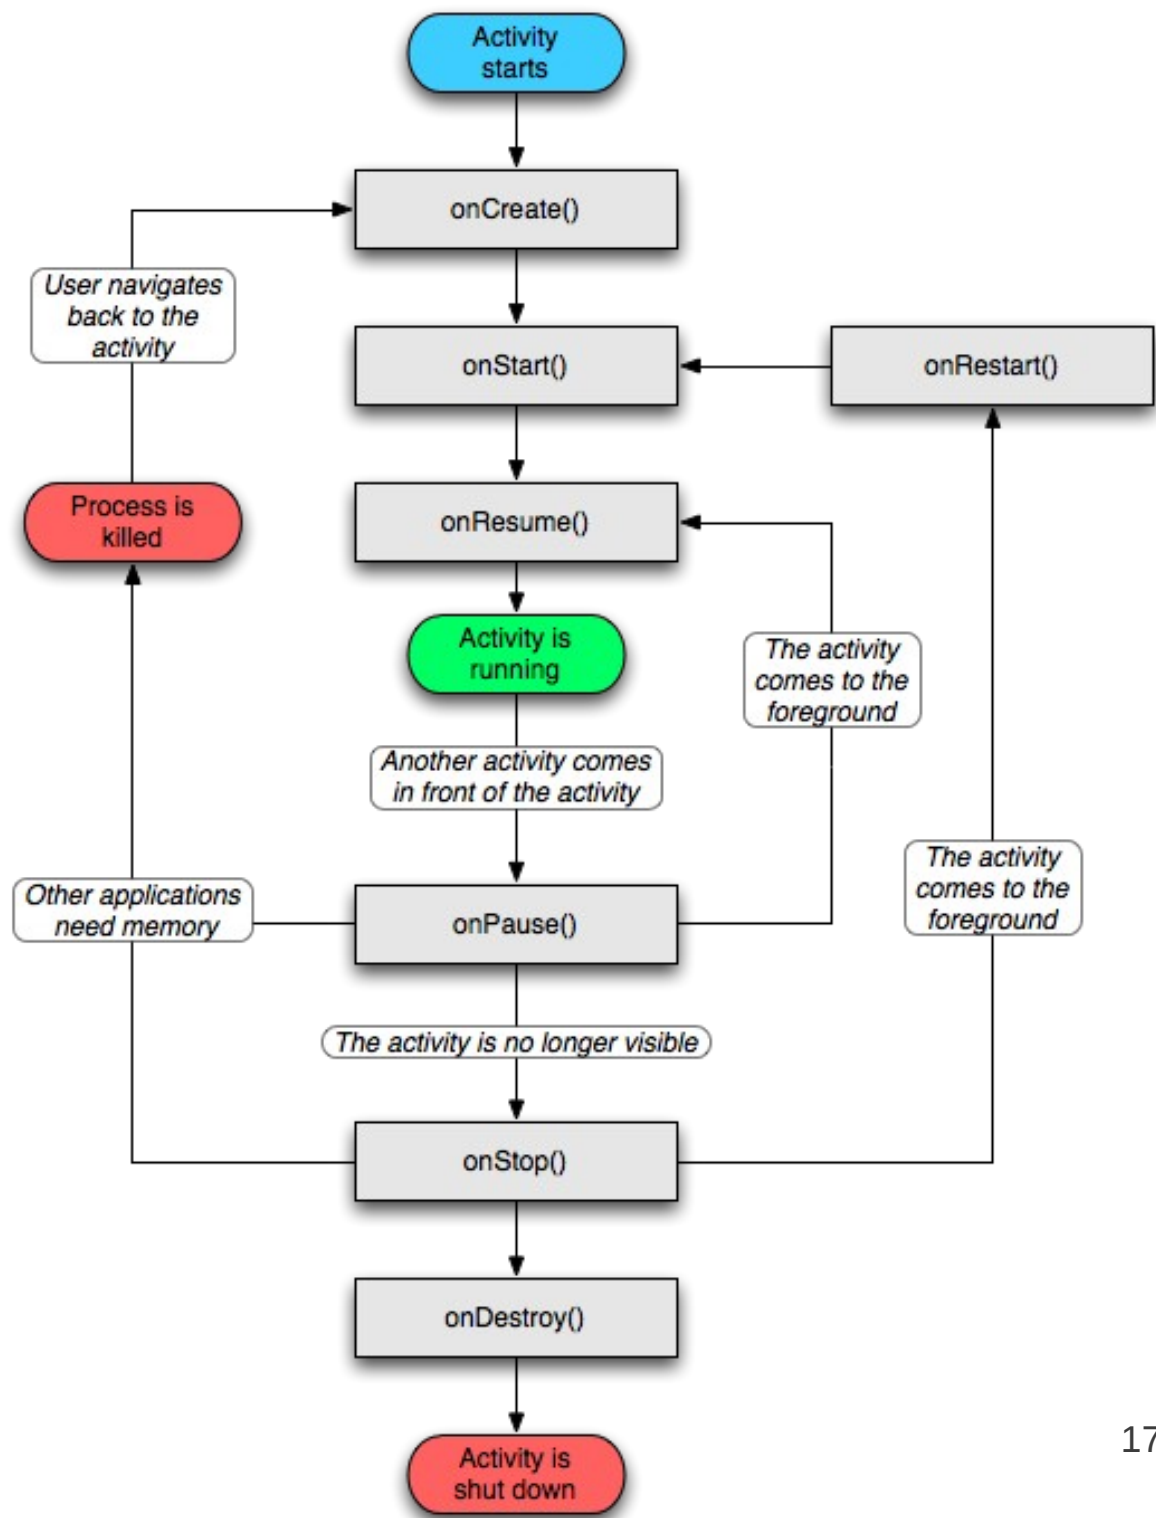 Activity
starts
onCreate()
User navigates
back to the
activity
onStart()
onRestart()
Process is
killed
onResume()
Activity is
running
The activity
comes to the
foreground
Another activity comes
in front of the activity
The activity
comes to the
foreground
Other applications
need memory
onPause()
The activity is no longer visible
onStop()
onDestroy()
Activity is
shut down
17